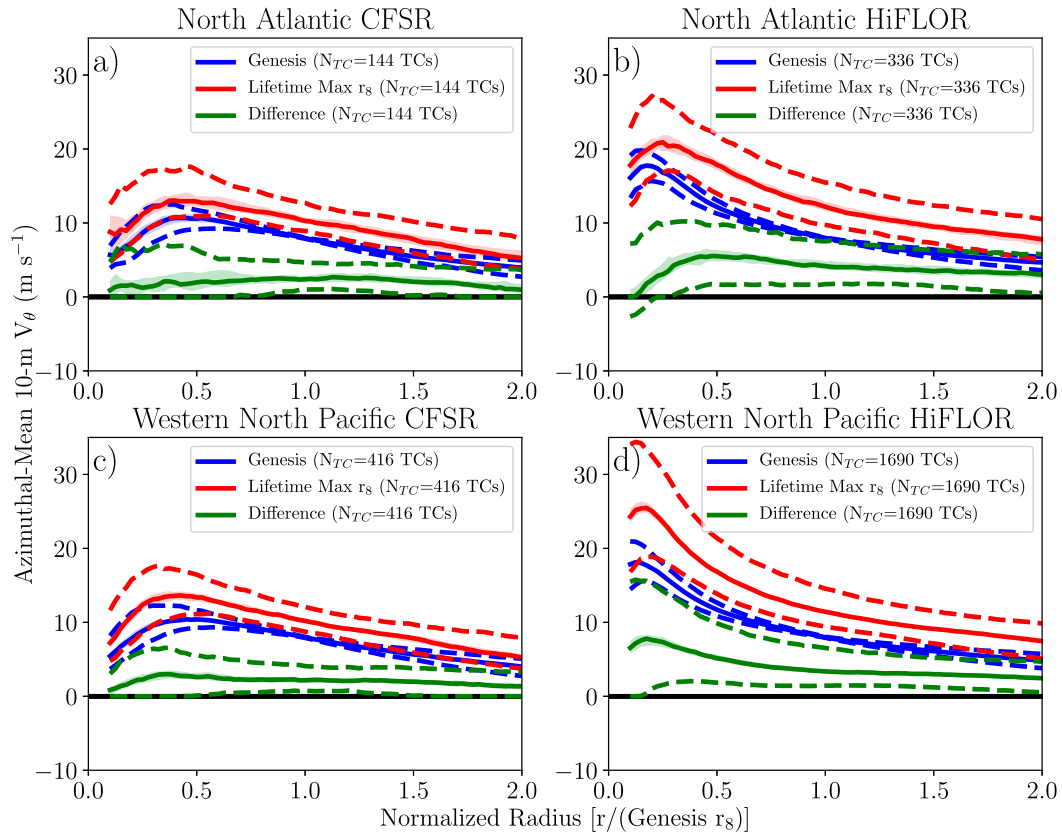 North Atlantic CFSR
North Atlantic HiFLOR
a)
Genesis (N_TC=144 TCs)
Lifetime Max r₈ (N_TC=144 TCs)
Difference (N_TC=144 TCs)
30
20
10
0
−10
0.0 0.5 1.0 1.5 2.0
b)
Genesis (N_TC=336 TCs)
Lifetime Max r₈ (N_TC=336 TCs)
Difference (N_TC=336 TCs)
30
20
10
0
−10
0.0 0.5 1.0 1.5 2.0
Azimuthal-Mean 10-m V_θ (m s⁻¹)
Western North Pacific CFSR
Western North Pacific HiFLOR
c)
Genesis (N_TC=416 TCs)
Lifetime Max r₈ (N_TC=416 TCs)
Difference (N_TC=416 TCs)
30
20
10
0
−10
0.0 0.5 1.0 1.5 2.0
d)
Genesis (N_TC=1690 TCs)
Lifetime Max r₈ (N_TC=1690 TCs)
Difference (N_TC=1690 TCs)
30
20
10
0
−10
0.0 0.5 1.0 1.5 2.0
Normalized Radius [r/(Genesis r₈)]